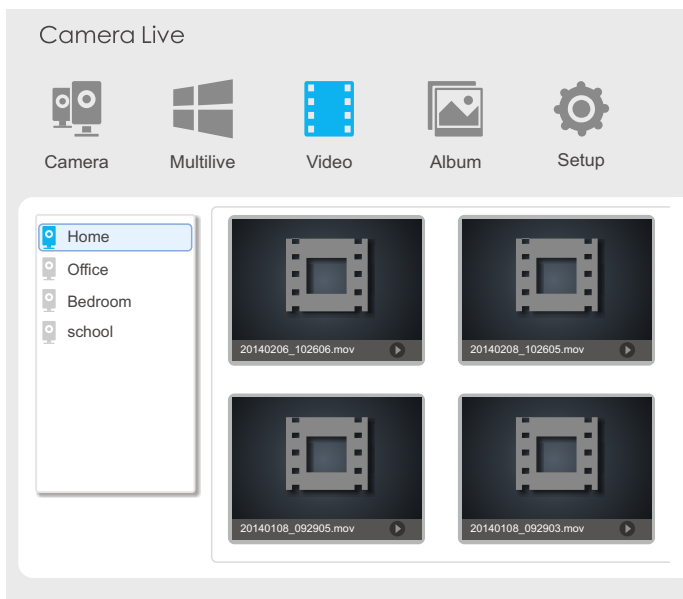 Camera Live
Camera Multilive Video Album Setup
Home
Office
Bedroom
school
20140206_102606.mov 20140208_102605.mov
20140108_092905.mov 20140108_092903.mov